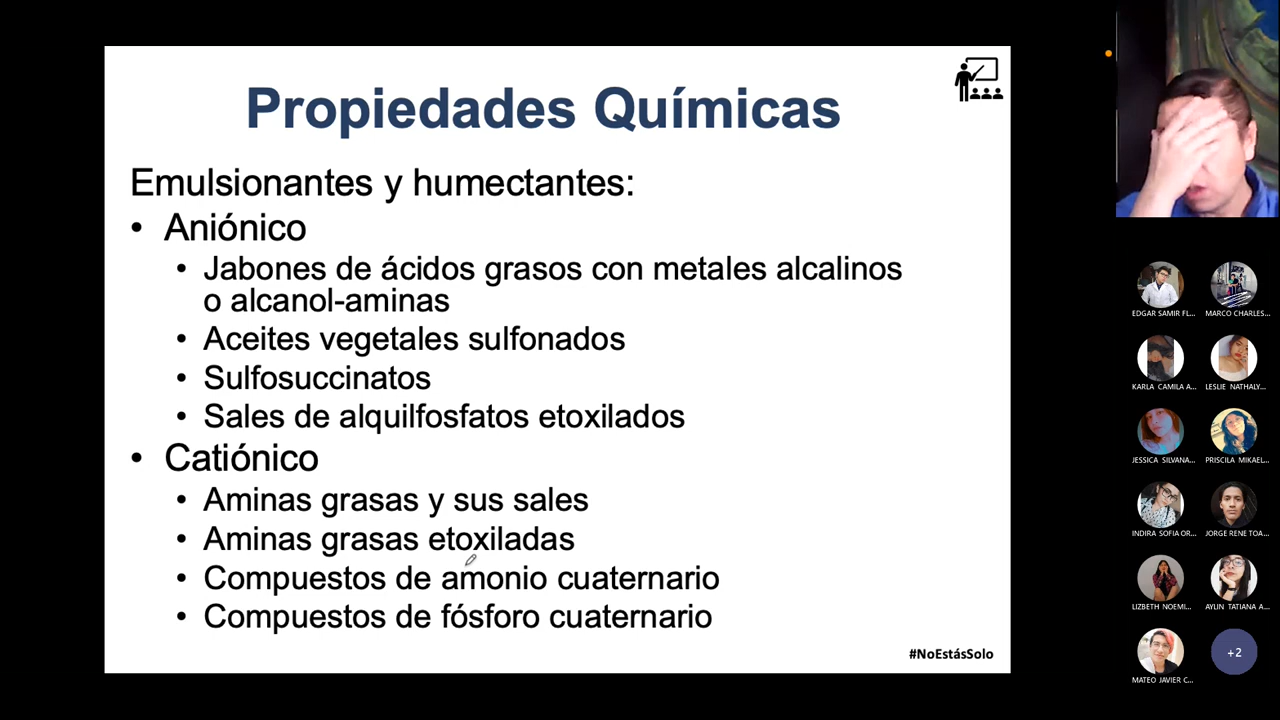 Propiedades Químicas
Emulsionantes y humectantes:
• Aniónico
• Jabones de ácidos grasos con metales alcalinos
o alcanol-aminas
• Aceites vegetales sulfonados
• Sulfosuccinatos
• Sales de alquilfosfatos etoxilados
• Catiónico
• Aminas grasas y sus sales
• Aminas grasas etoxiladas
• Compuestos de amonio cuaternario
• Compuestos de fósforo cuaternario
#NoEstásSolo
EDGAR SAMIR FL...
MARCO CHARLES...
KARLA CAMILA A...
LESLIE NATHALY...
JESSICA SILVANA...
PRISCILA MIKAEL...
INDIRA SOFIA OR...
JORGE RENE TOA...
LIZBETH NOEMI...
AYLIN TATIANA A...
MATEO JAVIER C...
+2